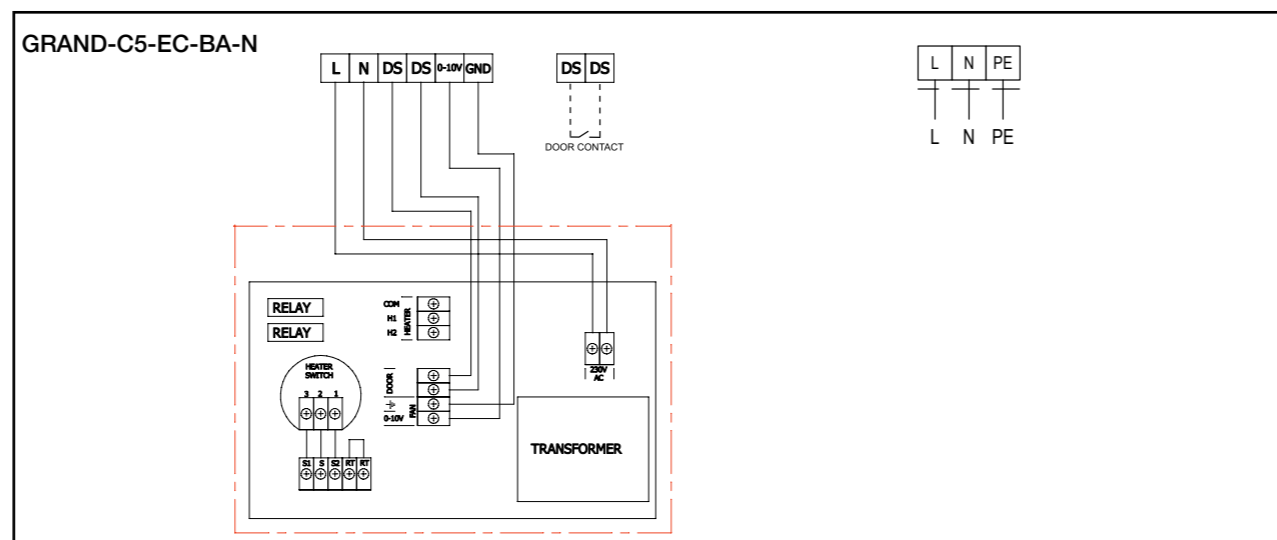 GRAND-C5-EC-BA-N
L N DS DS 0-10V GND
DS DS
DOOR CONTACT
L N PE
L N PE
RELAY
RELAY
COM
H1
H2
HEATER
HEATER
SWITCH
3 2 1
S1 S S2 RT RT
DOOR
FAN
0-10V
230V
AC
TRANSFORMER